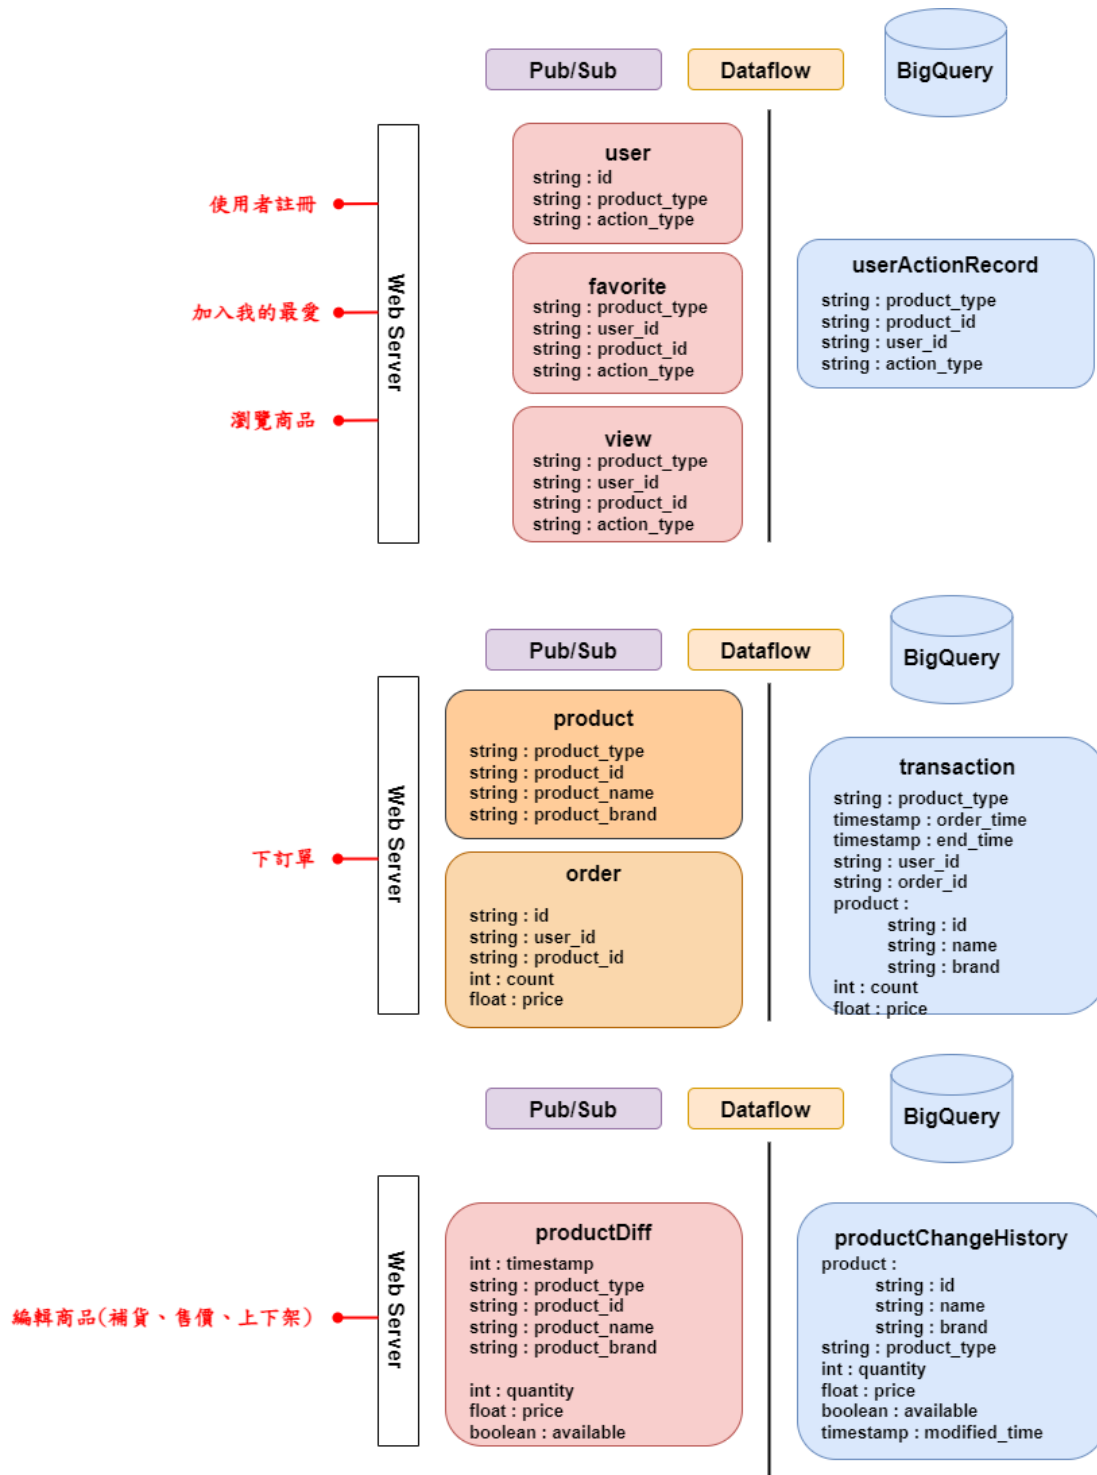 Pub/Sub
Dataflow
BigQuery
使用者註冊
加入我的最愛
瀏覽商品
Web Server
user
string : id
string : product_type
string : action_type
favorite
string : product_type
string : user_id
string : product_id
string : action_type
view
string : product_type
string : user_id
string : product_id
string : action_type
userActionRecord
string : product_type
string : product_id
string : user_id
string : action_type
Pub/Sub
Dataflow
BigQuery
下訂單
Web Server
product
string : product_type
string : product_id
string : product_name
string : product_brand
order
string : id
string : user_id
string : product_id
int : count
float : price
transaction
string : product_type
timestamp : order_time
timestamp : end_time
string : user_id
string : order_id
product :
string : id
string : name
string : brand
int : count
float : price
Pub/Sub
Dataflow
BigQuery
編輯商品(補貨、售價、上下架)
Web Server
productDiff
int : timestamp
string : product_type
string : product_id
string : product_name
string : product_brand
int : quantity
float : price
boolean : available
productChangeHistory
product :
string : id
string : name
string : brand
string : product_type
int : quantity
float : price
boolean : available
timestamp : modified_time